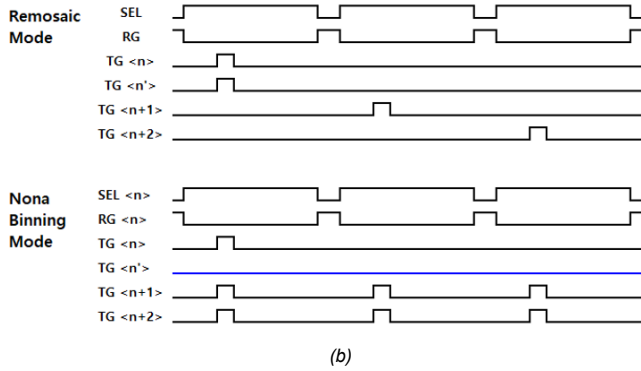 Remosaic
Mode
SEL
RG
TG <n>
TG <n'>
TG <n+1>
TG <n+2>
Nona
Binning
Mode
SEL <n>
RG <n>
TG <n>
TG <n'>
TG <n+1>
TG <n+2>
(b)